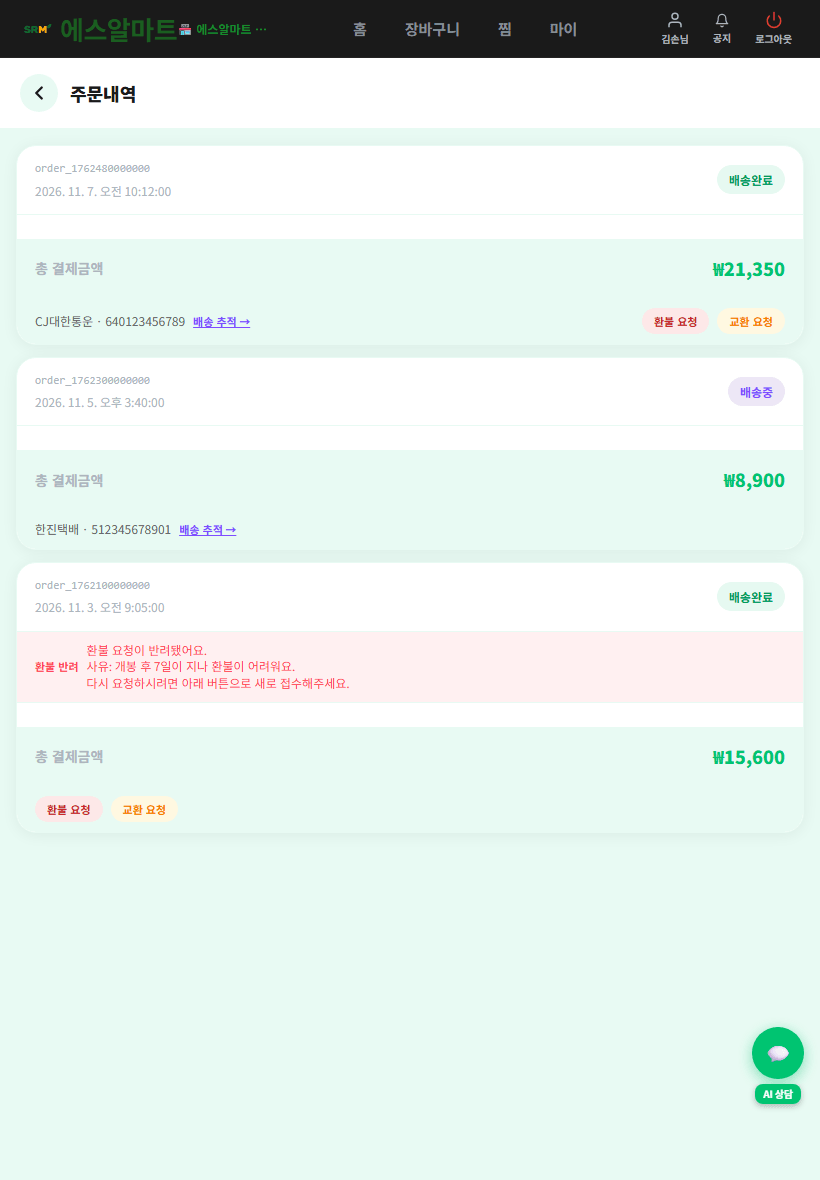 SRM 에스알마트 에스알마트 ...
홈
장바구니
찜
마이
김손님
공지
로그아웃
주문내역
order_1762480000000
2026. 11. 7. 오전 10:12:00
배송완료
총 결제금액
₩21,350
CJ대한통운 · 640123456789 배송 추적 →
환불 요청
교환 요청
order_1762300000000
2026. 11. 5. 오후 3:40:00
배송중
총 결제금액
₩8,900
한진택배 · 512345678901 배송 추적 →
order_1762100000000
2026. 11. 3. 오전 9:05:00
배송완료
환불 반려
환불 요청이 반려됐어요.
사유: 개봉 후 7일이 지나 환불이 어려워요.
다시 요청하시려면 아래 버튼으로 새로 접수해주세요.
총 결제금액
₩15,600
환불 요청
교환 요청
AI 상담